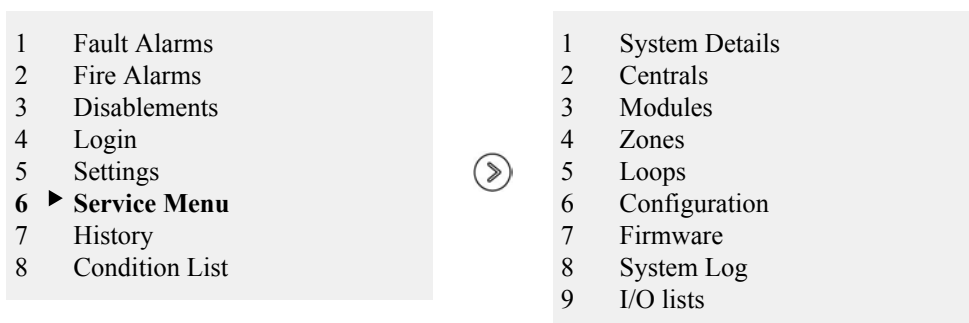 1 Fault Alarms
2 Fire Alarms
3 Disablements
4 Login
5 Settings
6 Service Menu
7 History
8 Condition List
1 System Details
2 Centrals
3 Modules
4 Zones
5 Loops
6 Configuration
7 Firmware
8 System Log
9 I/O lists